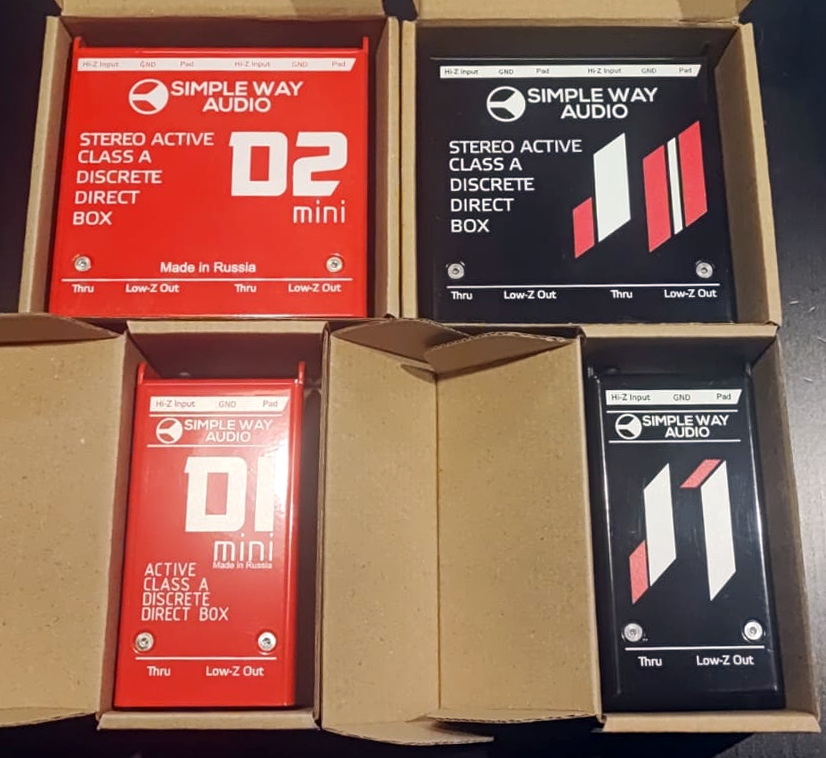 Hi-Z Input GND Pad Hi-Z Input GND Pad
SIMPLE WAY
AUDIO
STEREO ACTIVE
CLASS A
DISCRETE
DIRECT
BOX
D2
mini
Made in Russia
Thru Low-Z Out Thru Low-Z Out
Hi-Z Input GND Pad Hi-Z Input GND Pad
SIMPLE WAY
AUDIO
STEREO ACTIVE
CLASS A
DISCRETE
DIRECT
BOX
Thru Low-Z Out Thru Low-Z Out
Hi-Z Input GND Pad
SIMPLE WAY
AUDIO
D1
mini
Made in Russia
ACTIVE
CLASS A
DISCRETE
DIRECT BOX
Thru Low-Z Out
Hi-Z Input GND Pad
SIMPLE WAY
AUDIO
J1
Thru Low-Z Out